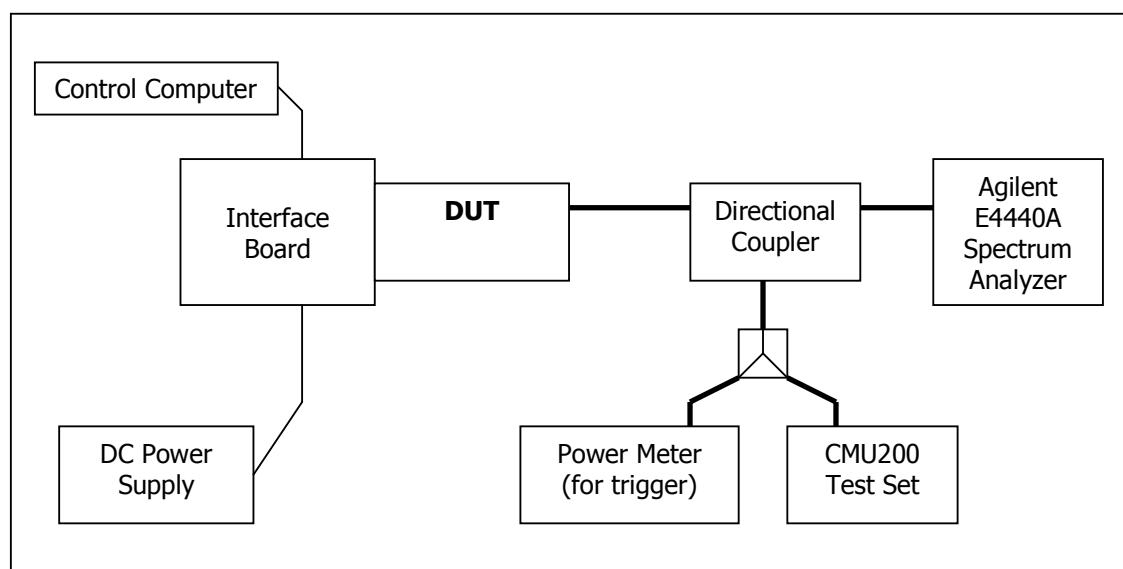 Control Computer
Interface
Board
DUT
Directional
Coupler
Agilent
E4440A
Spectrum
Analyzer
DC Power
Supply
Power Meter
(for trigger)
CMU200
Test Set